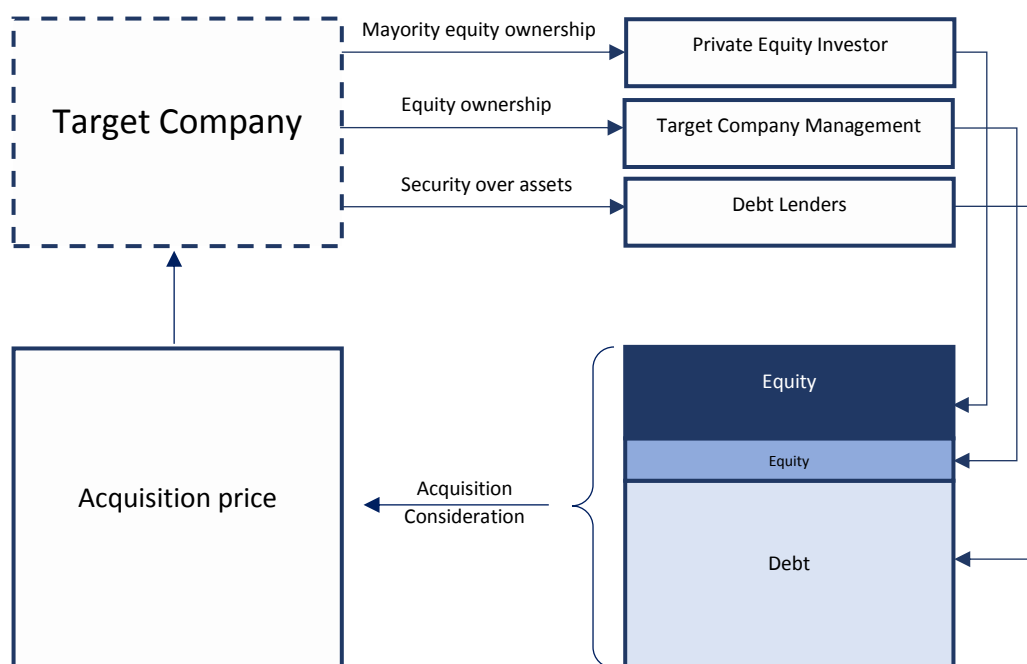 Mayority equity ownership
Private Equity Investor
Target Company
Equity ownership
Target Company Management
Security over assets
Debt Lenders
Equity
Equity
Acquisition price
Acquisition
Consideration
Debt